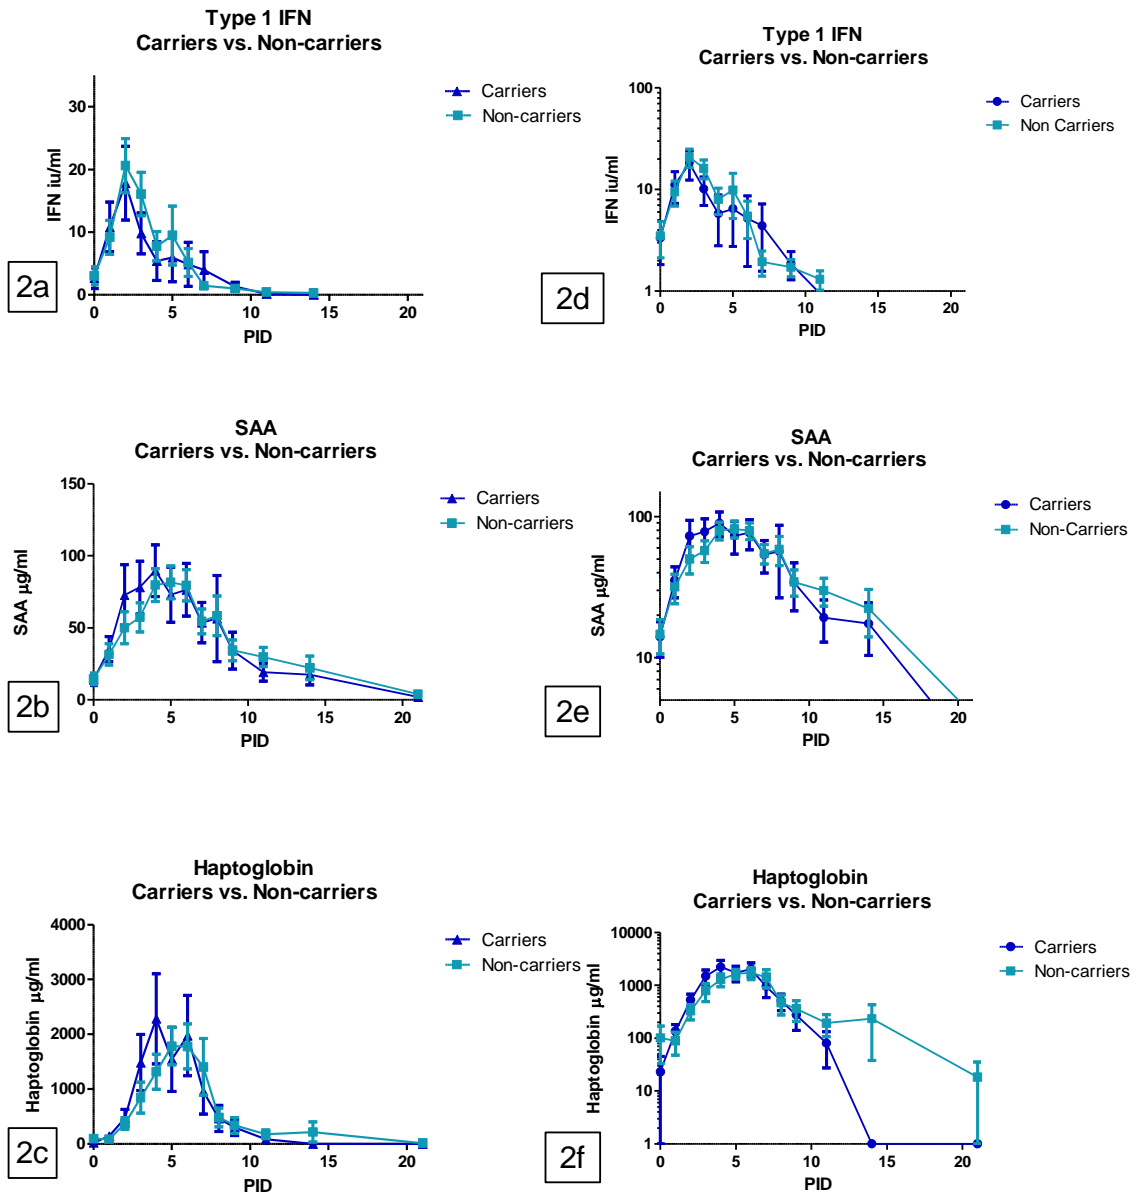 Type 1 IFN
Carriers vs. Non-carriers
30
20
10
0
IFN iu/ml
0 5 10 15 20
PID
Carriers
Non-carriers
2a
Type 1 IFN
Carriers vs. Non-carriers
100
10
1
IFN iu/ml
0 5 10 15 20
PID
Carriers
Non Carriers
2d
SAA
Carriers vs. Non-carriers
150
100
50
0
SAA µg/ml
0 5 10 15 20
PID
Carriers
Non-carriers
2b
SAA
Carriers vs. Non-carriers
100
10
SAA µg/ml
0 5 10 15 20
PID
Carriers
Non-Carriers
2e
Haptoglobin
Carriers vs. Non-carriers
4000
3000
2000
1000
0
Haptoglobin µg/ml
0 5 10 15 20
PID
Carriers
Non-carriers
2c
Haptoglobin
Carriers vs. Non-carriers
10000
1000
100
10
1
Haptoglobin µg/ml
0 5 10 15 20
PID
Carriers
Non-carriers
2f